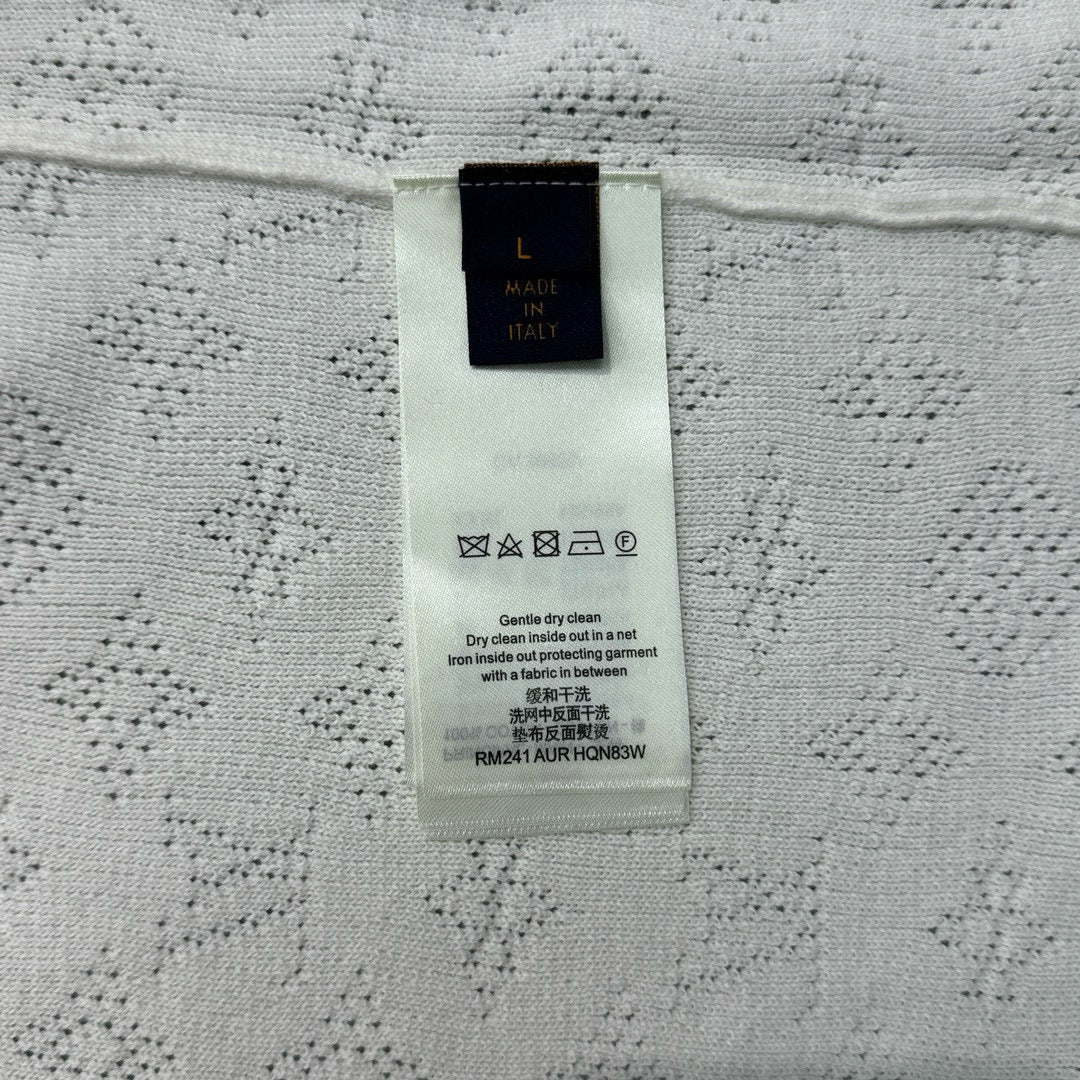 L
MADE
IN
ITALY
F
Gentle dry clean
Dry clean inside out in a net
Iron inside out protecting garment
with a fabric in between
缓和干洗
洗网中反面干洗
垫布反面熨烫
RM241 AUR HQN83W